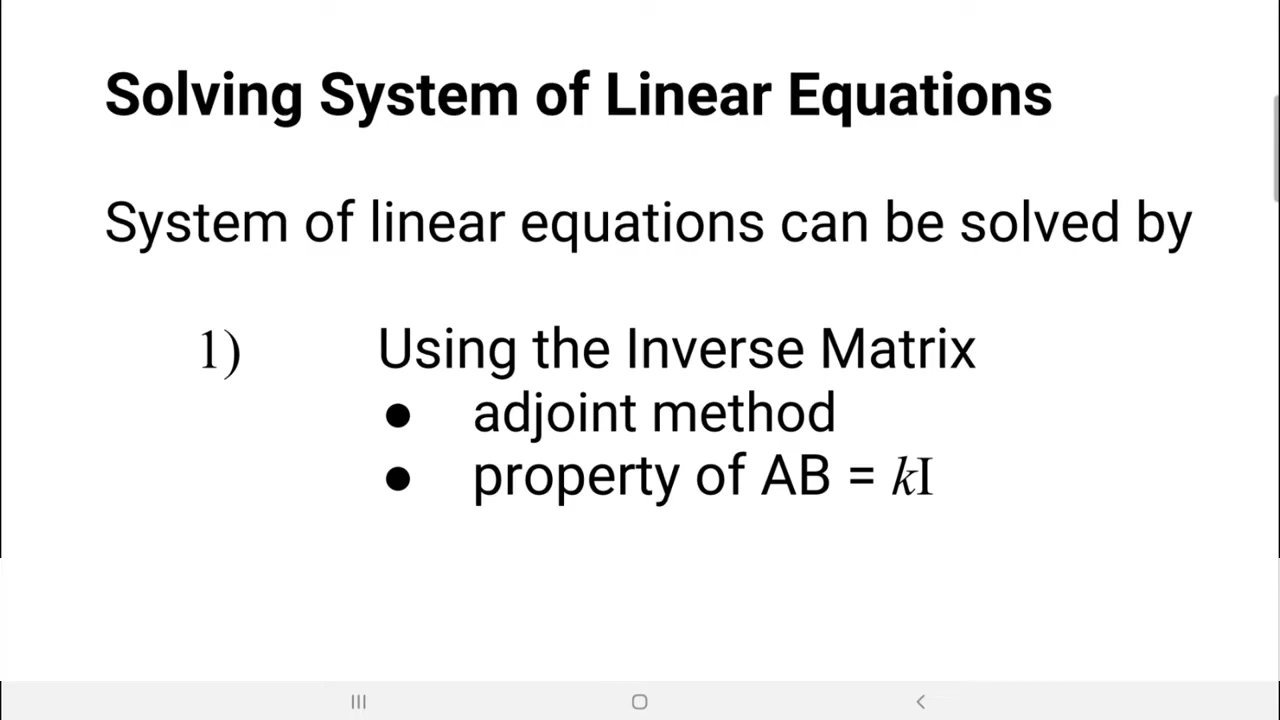 Solving System of Linear Equations
System of linear equations can be solved by
1) Using the Inverse Matrix
● adjoint method
● property of AB = kI